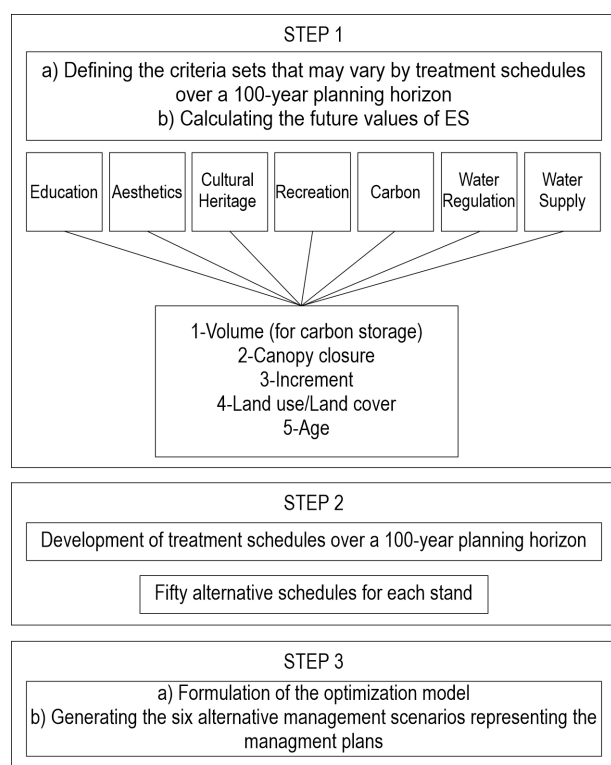 STEP 1
a) Defining the criteria sets that may vary by treatment schedules
over a 100-year planning horizon
b) Calculating the future values of ES
Education
Aesthetics
Cultural
Heritage
Recreation
Carbon
Water
Regulation
Water
Supply
1-Volume (for carbon storage)
2-Canopy closure
3-Increment
4-Land use/Land cover
5-Age
STEP 2
Development of treatment schedules over a 100-year planning horizon
Fifty alternative schedules for each stand
STEP 3
a) Formulation of the optimization model
b) Generating the six alternative management scenarios representing the
managment plans